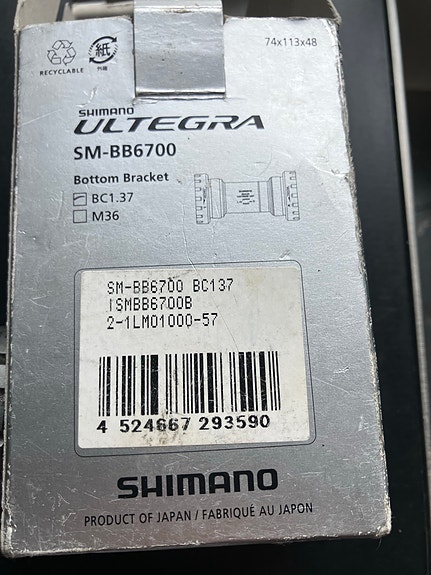 74x113x48
RECYCLABLE
紙
外箱
SHIMANO
ULTEGRA
SM-BB6700
Bottom Bracket
BC1.37
M36
SM-BB6700 BC137
ISMBB6700B
2-1LM01000-57
4 524667 293590
SHIMANO
PRODUCT OF JAPAN / FABRIQUÉ AU JAPON